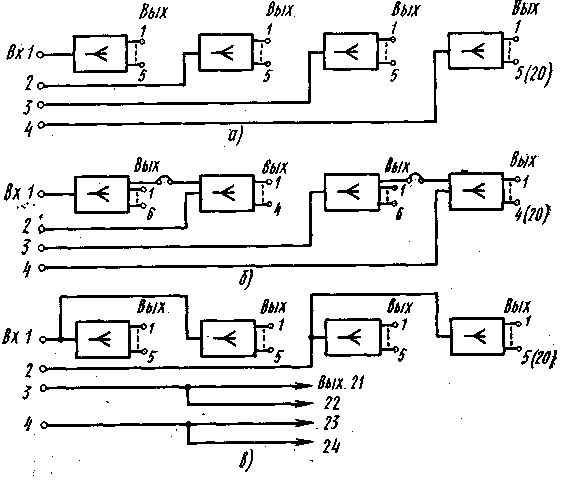 Вых Вых Вых Вых
Вх 1 1 1 1 1
5 5 5 5(20)
2
3
4
а)
Вых Вых Вых Вых
Вх 1 1 1 1 1
6 4 6 4(20)
2
3
4
б)
Вых Вых Вых Вых
Вх 1 1 1 1 1
5 5 5 5(20)
2
3 Вых. 21
22
4 23
24
в)